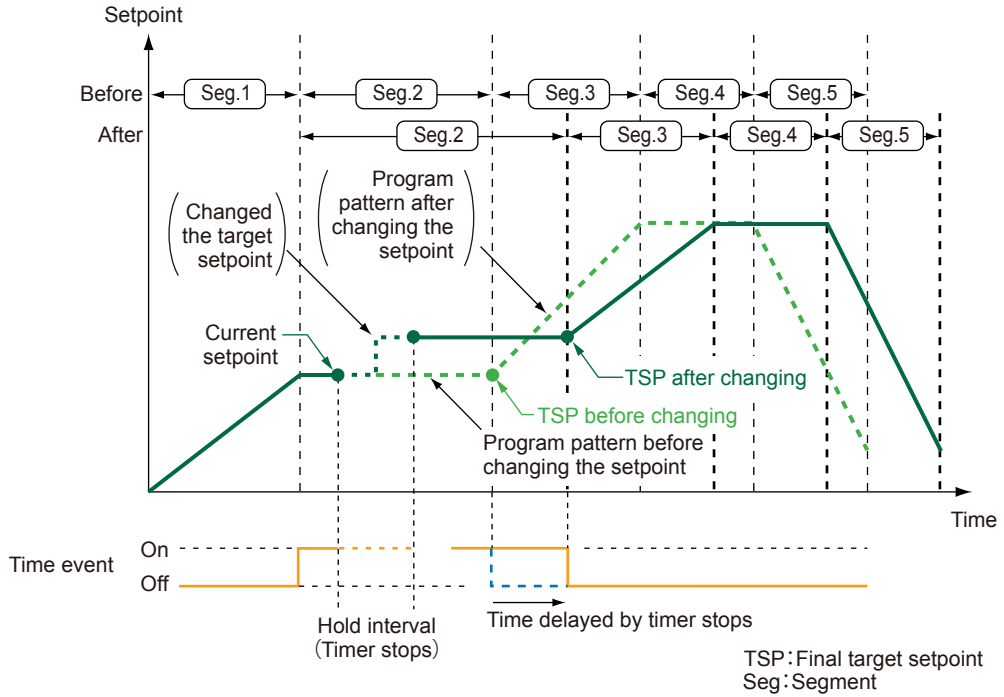 Setpoint
Before
Seg.1
Seg.2
Seg.3
Seg.4
Seg.5
After
Seg.2
Seg.3
Seg.4
Seg.5
Changed
the target
setpoint
Program
pattern after
changing the
setpoint
Current
setpoint
TSP after changing
TSP before changing
Program pattern before
changing the setpoint
Time
Time event
On
Off
Hold interval
(Timer stops)
Time delayed by timer stops
TSP:Final target setpoint
Seg:Segment